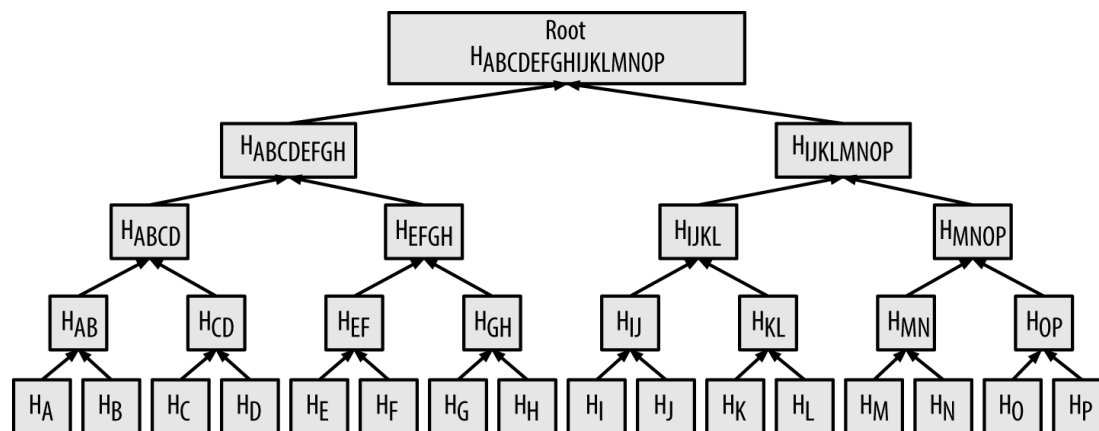 Root
HABCDEFGHIJKLMNOP
HABCDEFGH HIJKLMNOP
HABCD HEFGH HIJKL HMNOP
HAB HCD HEF HGH HIJ HKL HMN HOP
HA HB HC HD HE HF HG HH HI HJ HK HL HM HN HO HP